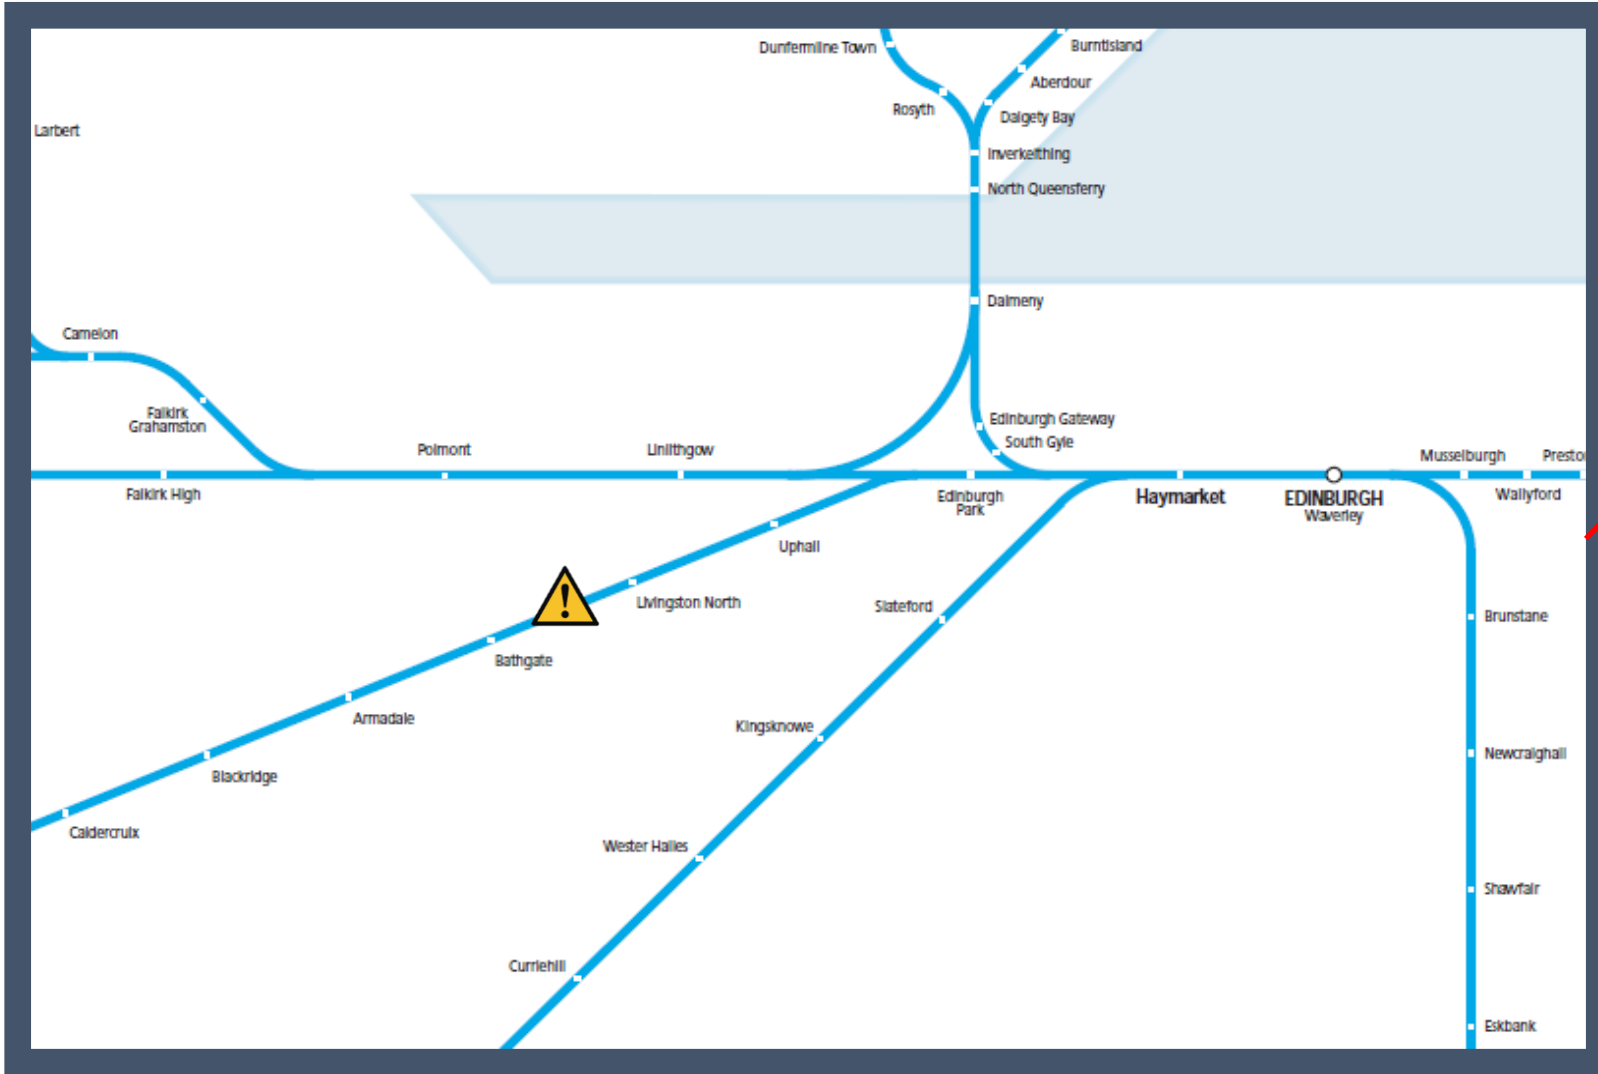 Dunfermline Town
Burntisland
Aberdour
Rosyth
Dalgety Bay
Larbert
Inverkeithing
North Queensferry
Dalmeny
Camelon
Falkirk
Grahamston
Edinburgh Gateway
South Gyle
Polmont
Linlithgow
Musselburgh
Presto
Falkirk High
Edinburgh
Park
Haymarket
EDINBURGH
Waverley
Wallyford
Uphall
Livingston North
Slateford
Brunstane
Bathgate
Armadale
Kingsknowe
Newcraighall
Blackridge
Caldercruix
Wester Hailes
Shawfair
Curriehill
Eskbank